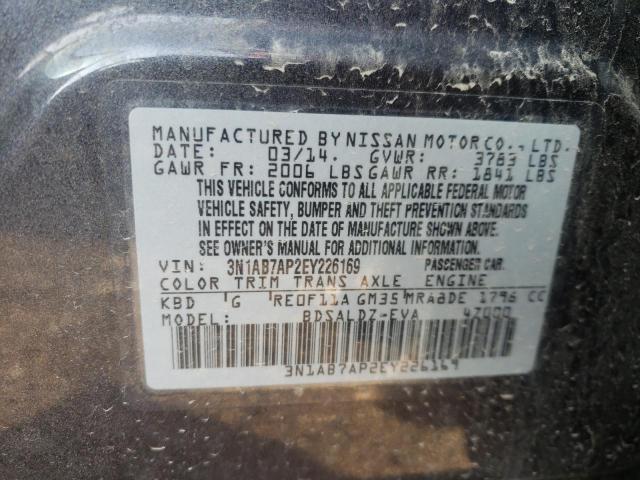 MANUFACTURED BY NISSAN MOTOR CO., LTD.
DATE: 03/14. GVWR: 3783 LBS
GAWR FR: 2006 LBS GAWR RR: 1841 LBS
THIS VEHICLE CONFORMS TO ALL APPLICABLE FEDERAL MOTOR
VEHICLE SAFETY, BUMPER AND THEFT PREVENTION STANDARDS
IN EFFECT ON THE DATE OF MANUFACTURE SHOWN ABOVE.
SEE OWNER'S MANUAL FOR ADDITIONAL INFORMATION.
VIN: 3N1AB7AP2EY226169 PASSENGER CAR.
COLOR TRIM TRANS AXLE ENGINE
KBD G RE0F11A GM35 MRA8DE 1796 CC
MODEL: BDSALDZ-EVA 47000
3N1AB7AP2EY226169